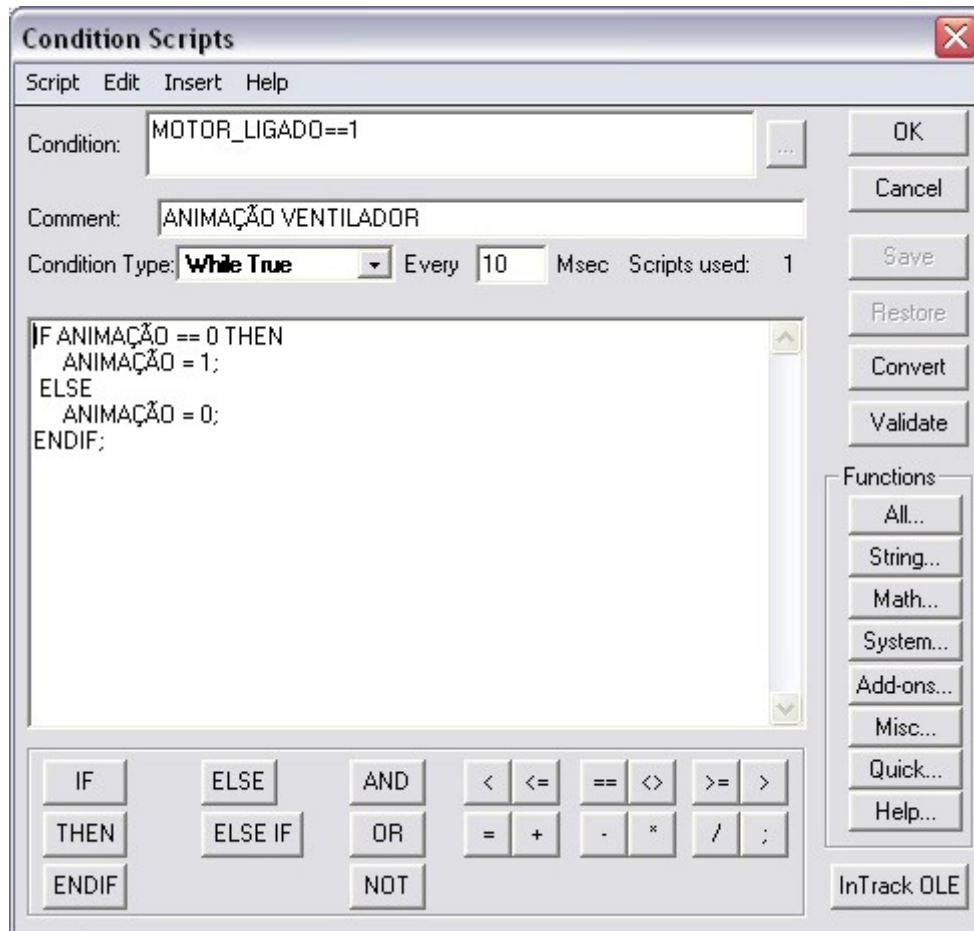 Condition Scripts
Script Edit Insert Help
Condition: MOTOR_LIGADO==1 ...
OK
Cancel
Comment: ANIMAÇÃO VENTILADOR
Condition Type: While True Every 10 Msec Scripts used: 1
Save
Restore
Convert
Validate
IF ANIMAÇÃO == 0 THEN
ANIMAÇÃO = 1;
ELSE
ANIMAÇÃO = 0;
ENDIF;
Functions
All...
String...
Math...
System...
Add-ons...
Misc...
Quick...
Help...
IF ELSE AND < <= == <> >= >
THEN ELSE IF OR = + - * / ;
ENDIF NOT
InTrack OLE